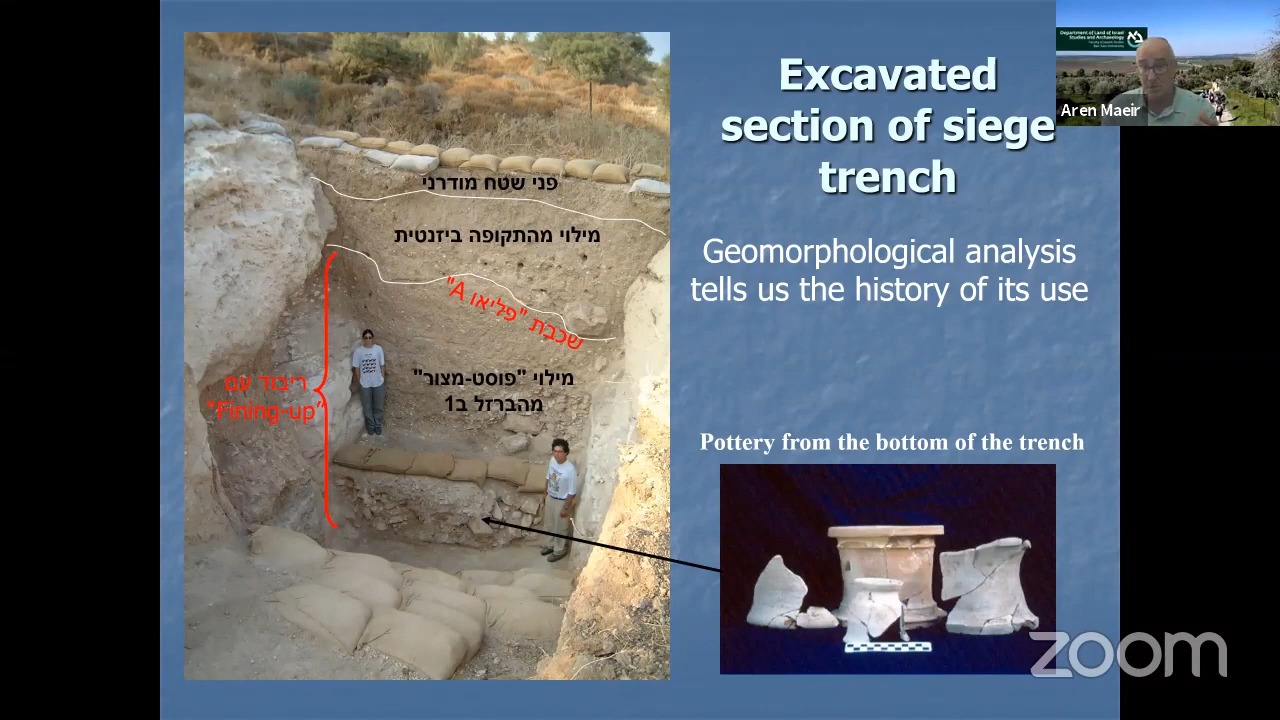 Excavated
section of siege
trench
Geomorphological analysis
tells us the history of its use
פני שטח מודרני
מילוי מהתקופה ביזנטית
שכבת "פליאו A"
מילוי "פוסט-מצור"
מהברזל ב1
ריבוד עם
"Fining-up"
Pottery from the bottom of the trench
Department of Land of Israel
Studies and Archaeology
Aren Maeir
zoom